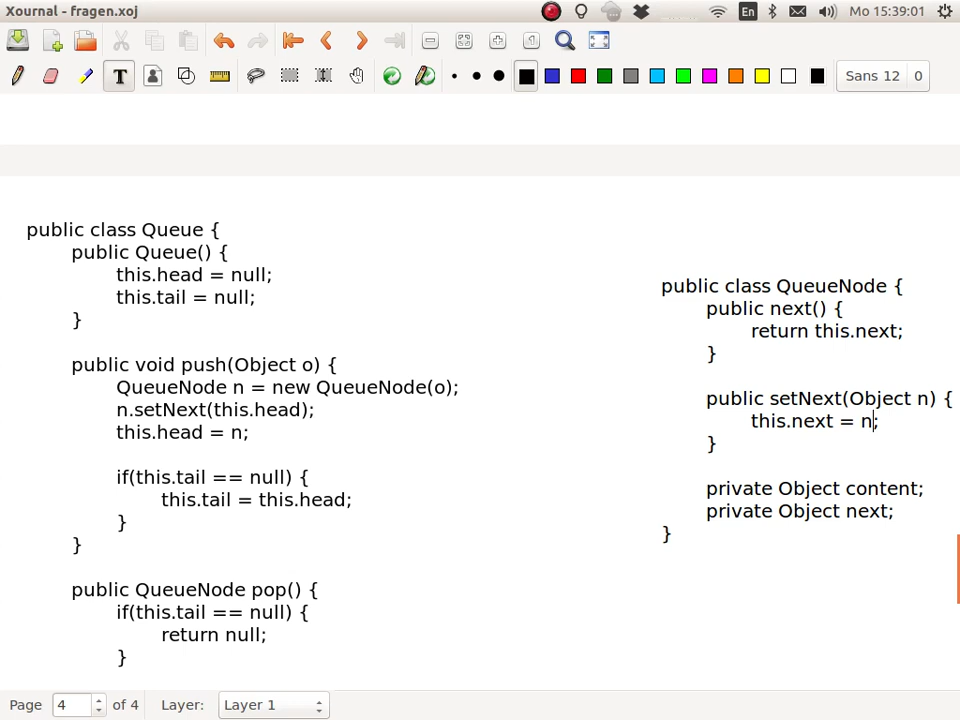 Xournal - fragen.xoj
En
Mo 15:39:01
T
Sans 12 0
public class Queue {
public Queue() {
this.head = null;
this.tail = null;
}
public void push(Object o) {
QueueNode n = new QueueNode(o);
n.setNext(this.head);
this.head = n;
if(this.tail == null) {
this.tail = this.head;
}
}
public QueueNode pop() {
if(this.tail == null) {
return null;
}
public class QueueNode {
public next() {
return this.next;
}
public setNext(Object n) {
this.next = n;
}
private Object content;
private Object next;
}
Page 4 of 4 Layer: Layer 1